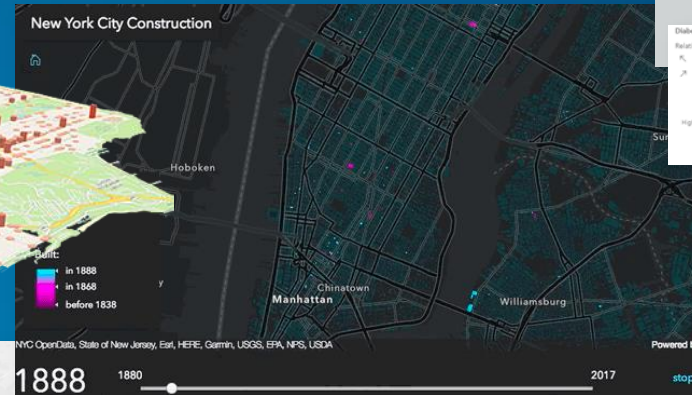 New York City Construction
Hoboken
Chinatown
Manhattan
Williamsburg
Built:
in 1888
in 1868
before 1838
NYC OpenData, State of New Jersey, Esri, HERE, Garmin, USGS, EPA, NPS, USDA
Powered b
1888
1880
2017
stop